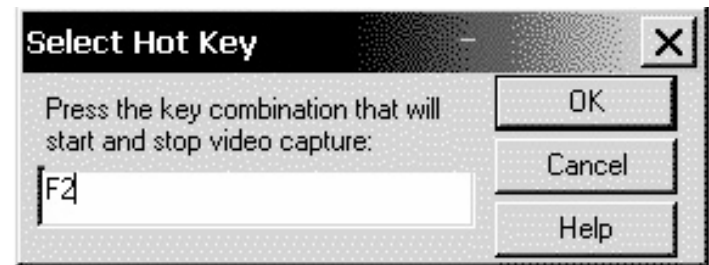 Select Hot Key
Press the key combination that will
start and stop video capture:
F2
OK
Cancel
Help